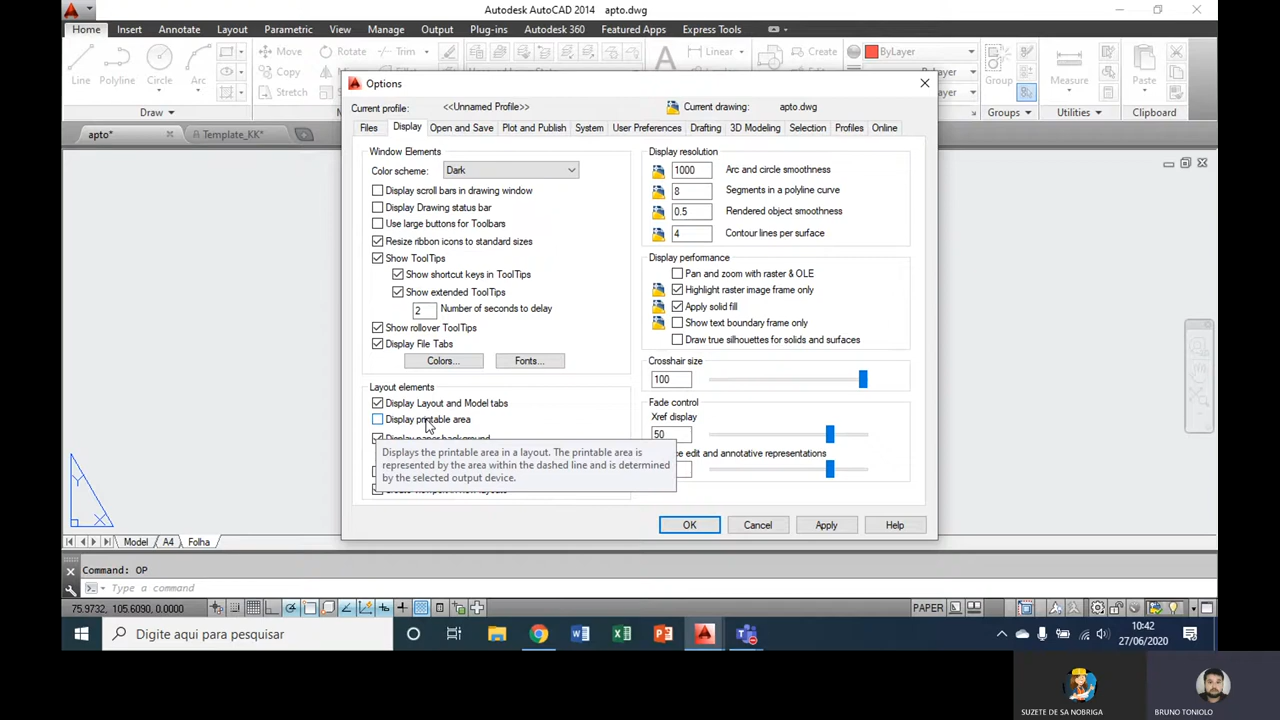 Autodesk AutoCAD 2014 apto.dwg
Home Insert Annotate Layout Parametric View Manage Output Plug-ins Autodesk 360 Featured Apps Express Tools
Line Polyline Circle Arc
Move Rotate Trim
Copy
Stretch
Linear
Create
ByLayer
Group Measure Paste
Draw Groups Utilities Clipboard
apto* Template_KK*
Options
Current profile: <<Unnamed Profile>> Current drawing: apto.dwg
Files Display Open and Save Plot and Publish System User Preferences Drafting 3D Modeling Selection Profiles Online
Window Elements
Color scheme: Dark
Display scroll bars in drawing window
Display Drawing status bar
Use large buttons for Toolbars
Resize ribbon icons to standard sizes
Show ToolTips
Show shortcut keys in ToolTips
Show extended ToolTips
2 Number of seconds to delay
Show rollover ToolTips
Display File Tabs
Colors... Fonts...
Layout elements
Display Layout and Model tabs
Display printable area
Display paper background
Displays the printable area in a layout. The printable area is
represented by the area within the dashed line and is determined
by the selected output device.
Create viewport in new layouts
Display resolution
1000 Arc and circle smoothness
8 Segments in a polyline curve
0.5 Rendered object smoothness
4 Contour lines per surface
Display performance
Pan and zoom with raster & OLE
Highlight raster image frame only
Apply solid fill
Show text boundary frame only
Draw true silhouettes for solids and surfaces
Crosshair size
100
Fade control
Xref display
50
edit and annotative representations
OK Cancel Apply Help
Y
X
Model A4 Folha
Command: OP
Type a command
75.9732, 105.6090, 0.0000 PAPER
Digite aqui para pesquisar
10:42
27/06/2020
SUZETE DE SA NOBRIGA BRUNO TONIOLO